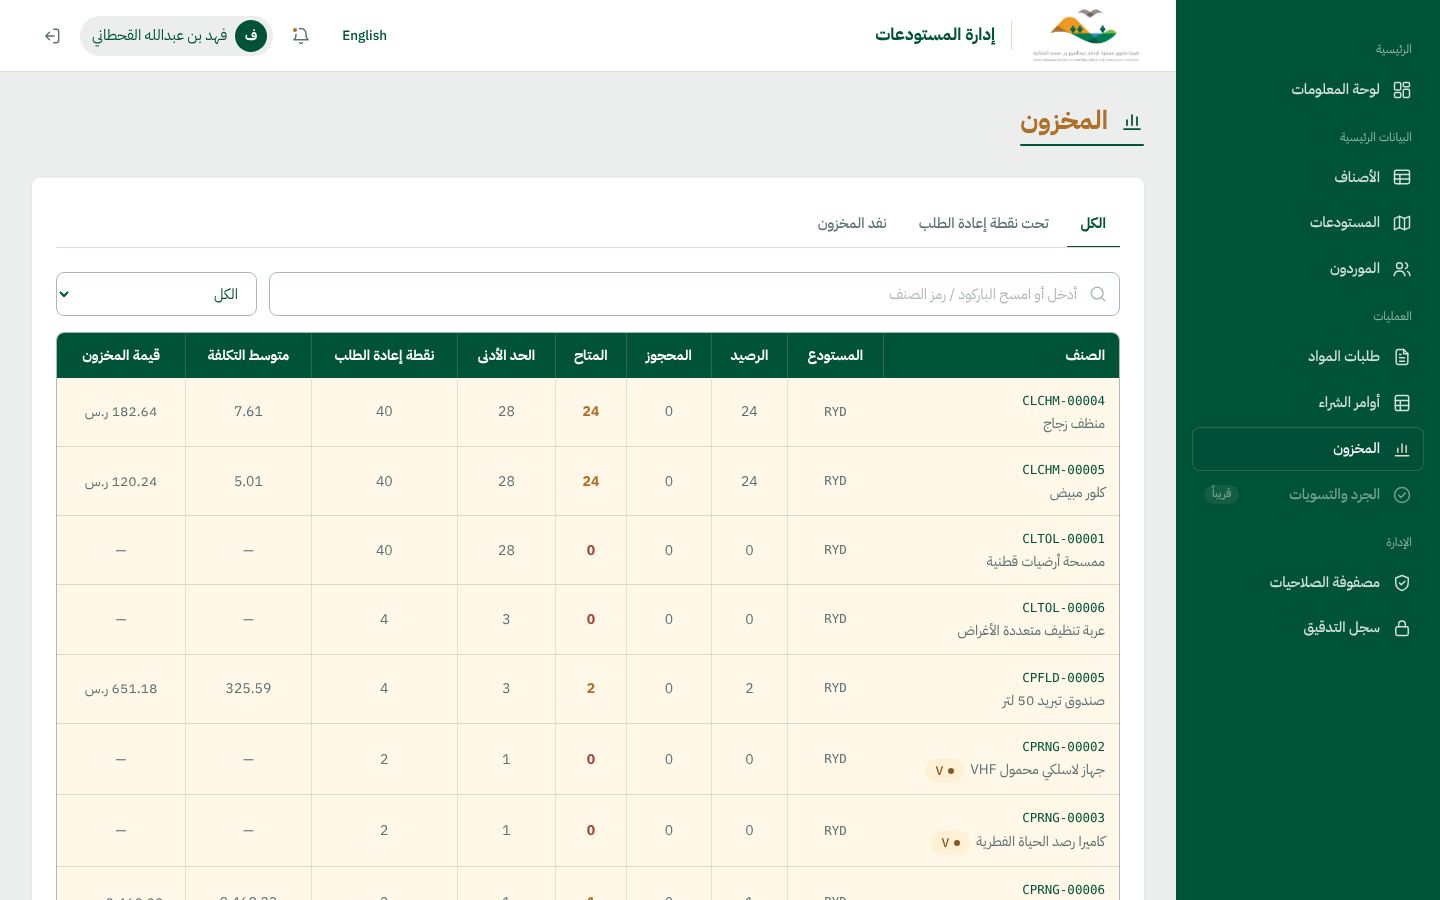 إدارة المستودعات
English
ف
فهد بن عبدالله القحطاني
الرئيسية
لوحة المعلومات
البيانات الرئيسية
الأصناف
المستودعات
الموردون
العمليات
طلبات المواد
أوامر الشراء
المخزون
الجرد والتسويات قريباً
الإدارة
مصفوفة الصلاحيات
سجل التدقيق
المخزون
الكل تحت نقطة إعادة الطلب نفد المخزون
أدخل أو امسح الباركود / رمز الصنف
الكل
الصنف المستودع الرصيد المحجوز المتاح الحد الأدنى نقطة إعادة الطلب متوسط التكلفة قيمة المخزون
CLCHM-00004
منظف زجاج
RYD 24 0 24 28 40 7.61 182.64 ر.س
CLCHM-00005
كلور مبيض
RYD 24 0 24 28 40 5.01 120.24 ر.س
CLTOL-00001
ممسحة أرضيات قطنية
RYD 0 0 0 28 40 — —
CLTOL-00006
عربة تنظيف متعددة الأغراض
RYD 0 0 0 3 4 — —
CPFLD-00005
صندوق تبريد 50 لتر
RYD 2 0 2 3 4 325.59 651.18 ر.س
CPRNG-00002
جهاز لاسلكي محمول VHF V
RYD 0 0 0 1 2 — —
CPRNG-00003
كاميرا رصد الحياة الفطرية V
RYD 0 0 0 1 2 — —
CPRNG-00006